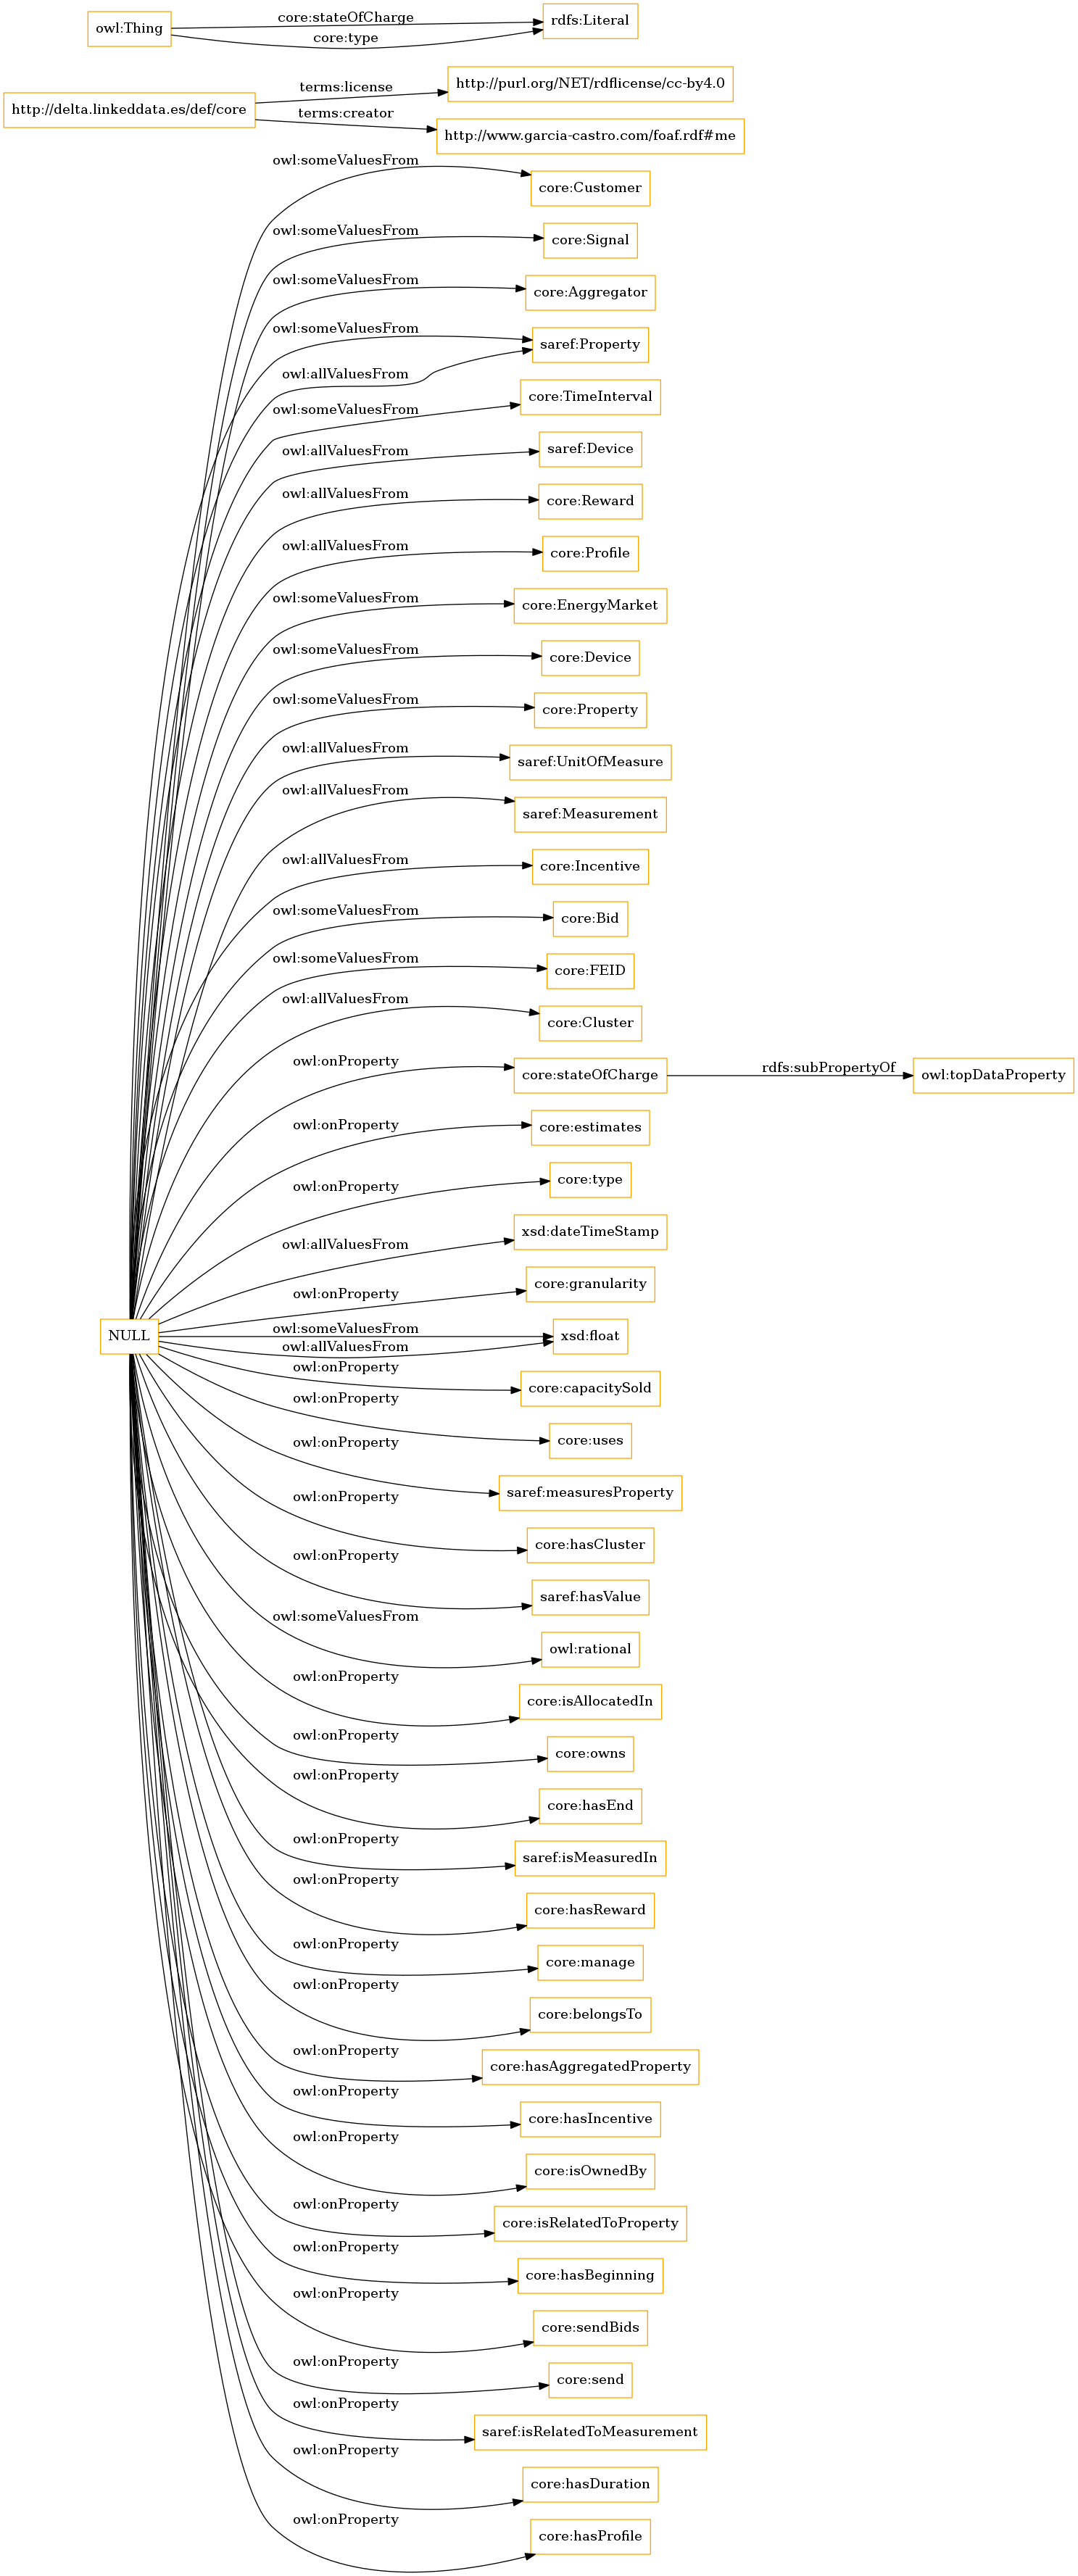 core:stateOfCharge
rdfs:Literal
owl:Thing
core:type
http://purl.org/NET/rdflicense/cc-by4.0
terms:license
http://delta.linkeddata.es/def/core
terms:creator
http://www.garcia-castro.com/foaf.rdf#me
owl:someValuesFrom
core:Customer
owl:someValuesFrom
core:Signal
owl:someValuesFrom
core:Aggregator
owl:someValuesFrom
saref:Property
owl:allValuesFrom
core:TimeInterval
owl:someValuesFrom
owl:allValuesFrom
saref:Device
owl:allValuesFrom
core:Reward
owl:allValuesFrom
core:Profile
owl:someValuesFrom
core:EnergyMarket
owl:someValuesFrom
core:Device
owl:someValuesFrom
core:Property
owl:allValuesFrom
saref:UnitOfMeasure
owl:allValuesFrom
saref:Measurement
owl:allValuesFrom
core:Incentive
owl:someValuesFrom
core:Bid
owl:someValuesFrom
core:FEID
owl:allValuesFrom
core:Cluster
owl:onProperty
core:stateOfCharge
rdfs:subPropertyOf
owl:topDataProperty
owl:onProperty
core:estimates
owl:onProperty
core:type
xsd:dateTimeStamp
owl:allValuesFrom
core:granularity
owl:onProperty
NULL
owl:someValuesFrom
xsd:float
owl:allValuesFrom
owl:onProperty
core:capacitySold
owl:onProperty
core:uses
owl:onProperty
saref:measuresProperty
owl:onProperty
core:hasCluster
owl:onProperty
saref:hasValue
owl:someValuesFrom
owl:rational
owl:onProperty
core:isAllocatedIn
owl:onProperty
core:owns
owl:onProperty
core:hasEnd
owl:onProperty
saref:isMeasuredIn
owl:onProperty
core:hasReward
owl:onProperty
core:manage
owl:onProperty
core:belongsTo
owl:onProperty
core:hasAggregatedProperty
owl:onProperty
core:hasIncentive
owl:onProperty
core:isOwnedBy
owl:onProperty
core:isRelatedToProperty
owl:onProperty
core:hasBeginning
owl:onProperty
core:sendBids
owl:onProperty
core:send
owl:onProperty
saref:isRelatedToMeasurement
owl:onProperty
core:hasDuration
owl:onProperty
core:hasProfile